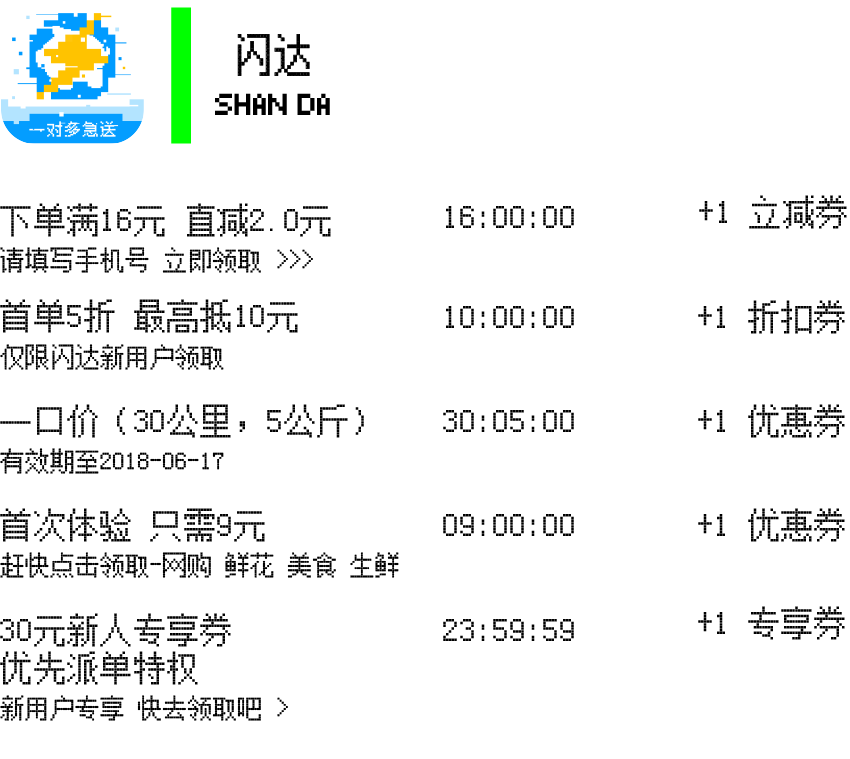 闪达
SHAN DA
一对多急送
下单满16元 直减2.0元 16:00:00 +1 立减券
请填写手机号 立即领取 >>>
首单5折 最高抵10元 10:00:00 +1 折扣券
仅限闪达新用户领取
一口价（30公里，5公斤） 30:05:00 +1 优惠券
有效期至2018-06-17
首次体验 只需9元 09:00:00 +1 优惠券
赶快点击领取-网购 鲜花 美食 生鲜
30元新人专享券 23:59:59 +1 专享券
优先派单特权
新用户专享 快去领取吧 >